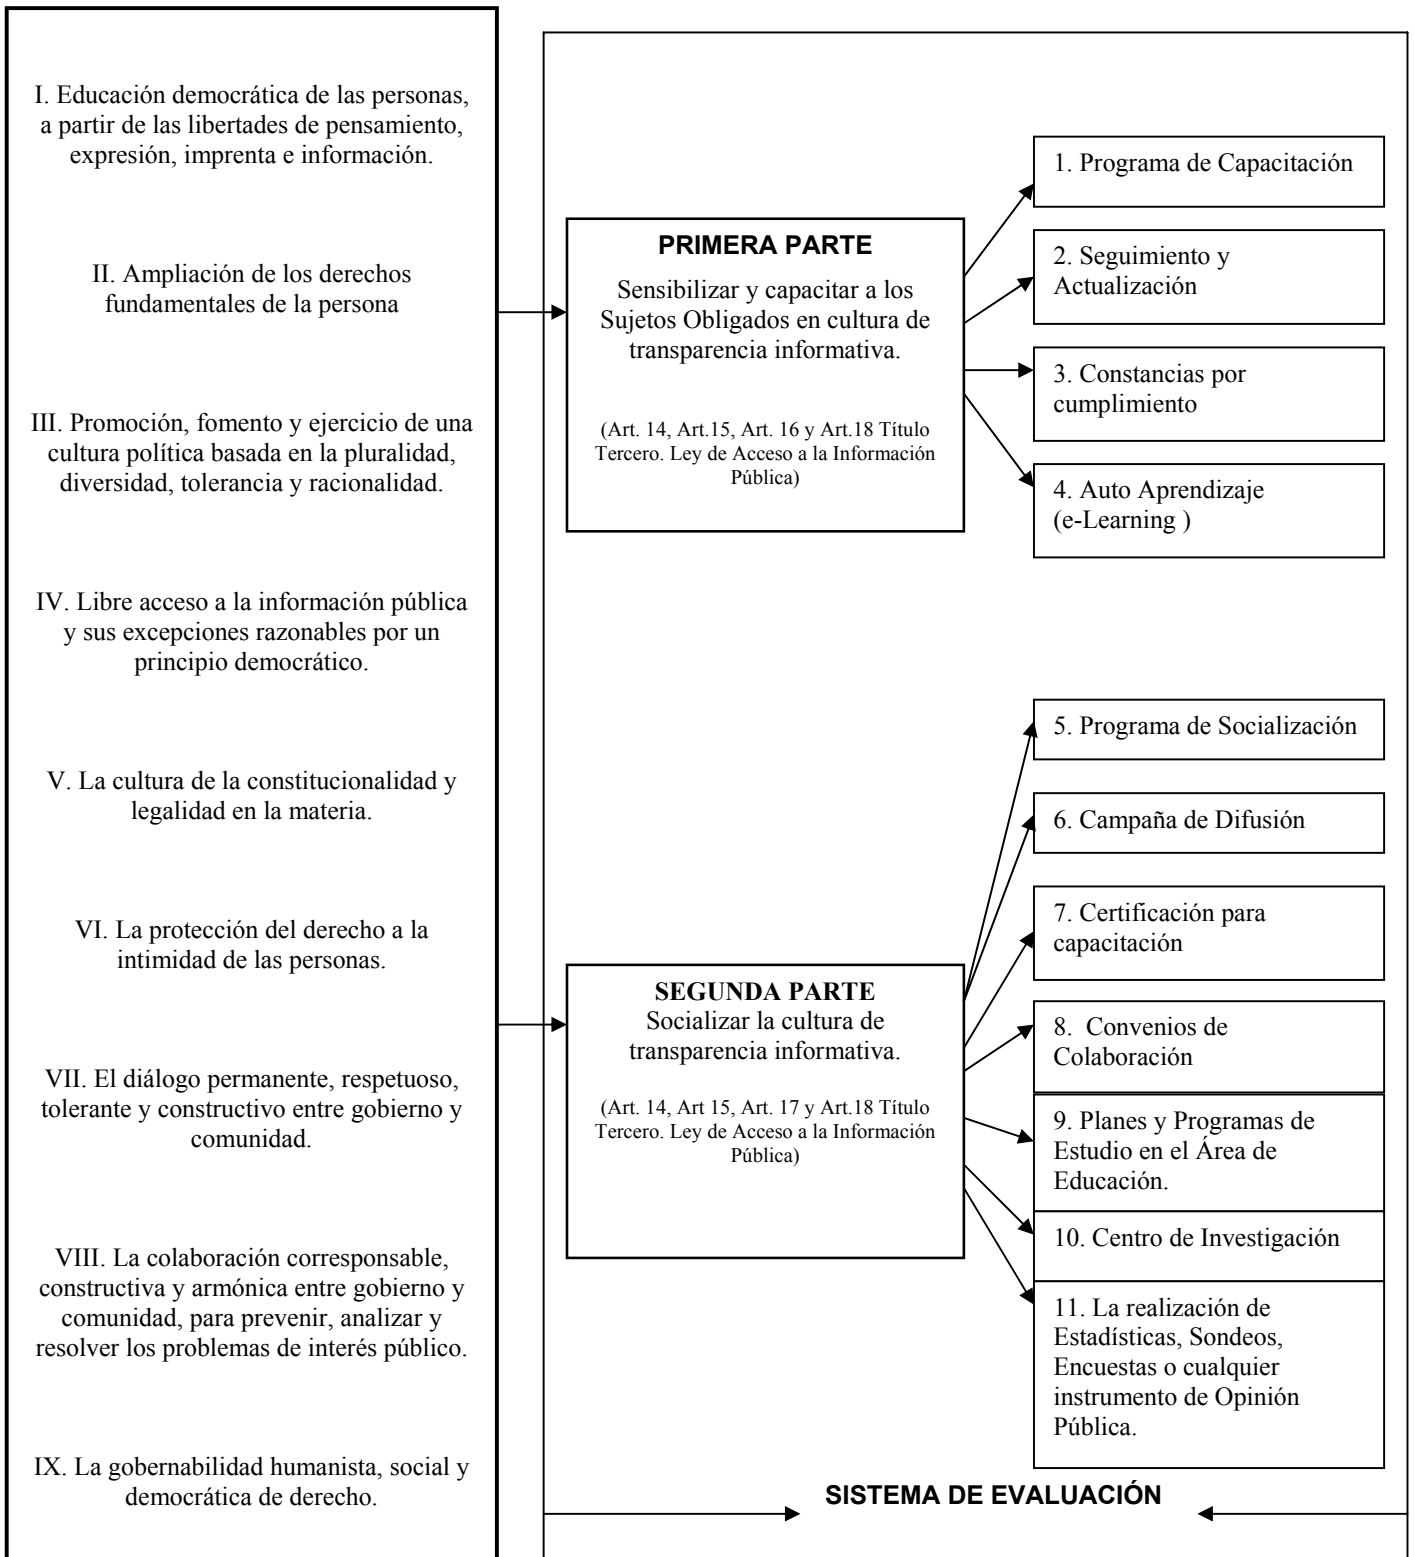 I. Educación democrática de las personas,
a partir de las libertades de pensamiento,
expresión, imprenta e información.
II. Ampliación de los derechos
fundamentales de la persona
III. Promoción, fomento y ejercicio de una
cultura política basada en la pluralidad,
diversidad, tolerancia y racionalidad.
IV. Libre acceso a la información pública
y sus excepciones razonables por un
principio democrático.
V. La cultura de la constitucionalidad y
legalidad en la materia.
VI. La protección del derecho a la
intimidad de las personas.
VII. El diálogo permanente, respetuoso,
tolerante y constructivo entre gobierno y
comunidad.
VIII. La colaboración corresponsable,
constructiva y armónica entre gobierno y
comunidad, para prevenir, analizar y
resolver los problemas de interés público.
IX. La gobernabilidad humanista, social y
democrática de derecho.
PRIMERA PARTE
Sensibilizar y capacitar a los
Sujetos Obligados en cultura de
transparencia informativa.
(Art. 14, Art.15, Art. 16 y Art.18 Título
Tercero. Ley de Acceso a la Información
Pública)
1. Programa de Capacitación
2. Seguimiento y
Actualización
3. Constancias por
cumplimiento
4. Auto Aprendizaje
(e-Learning )
SEGUNDA PARTE
Socializar la cultura de
transparencia informativa.
(Art. 14, Art 15, Art. 17 y Art.18 Título
Tercero. Ley de Acceso a la Información
Pública)
5. Programa de Socialización
6. Campaña de Difusión
7. Certificación para
capacitación
8.  Convenios de
Colaboración
9. Planes y Programas de
Estudio en el Área de
Educación.
10. Centro de Investigación
11. La realización de
Estadísticas, Sondeos,
Encuestas o cualquier
instrumento de Opinión
Pública.
SISTEMA DE EVALUACIÓN